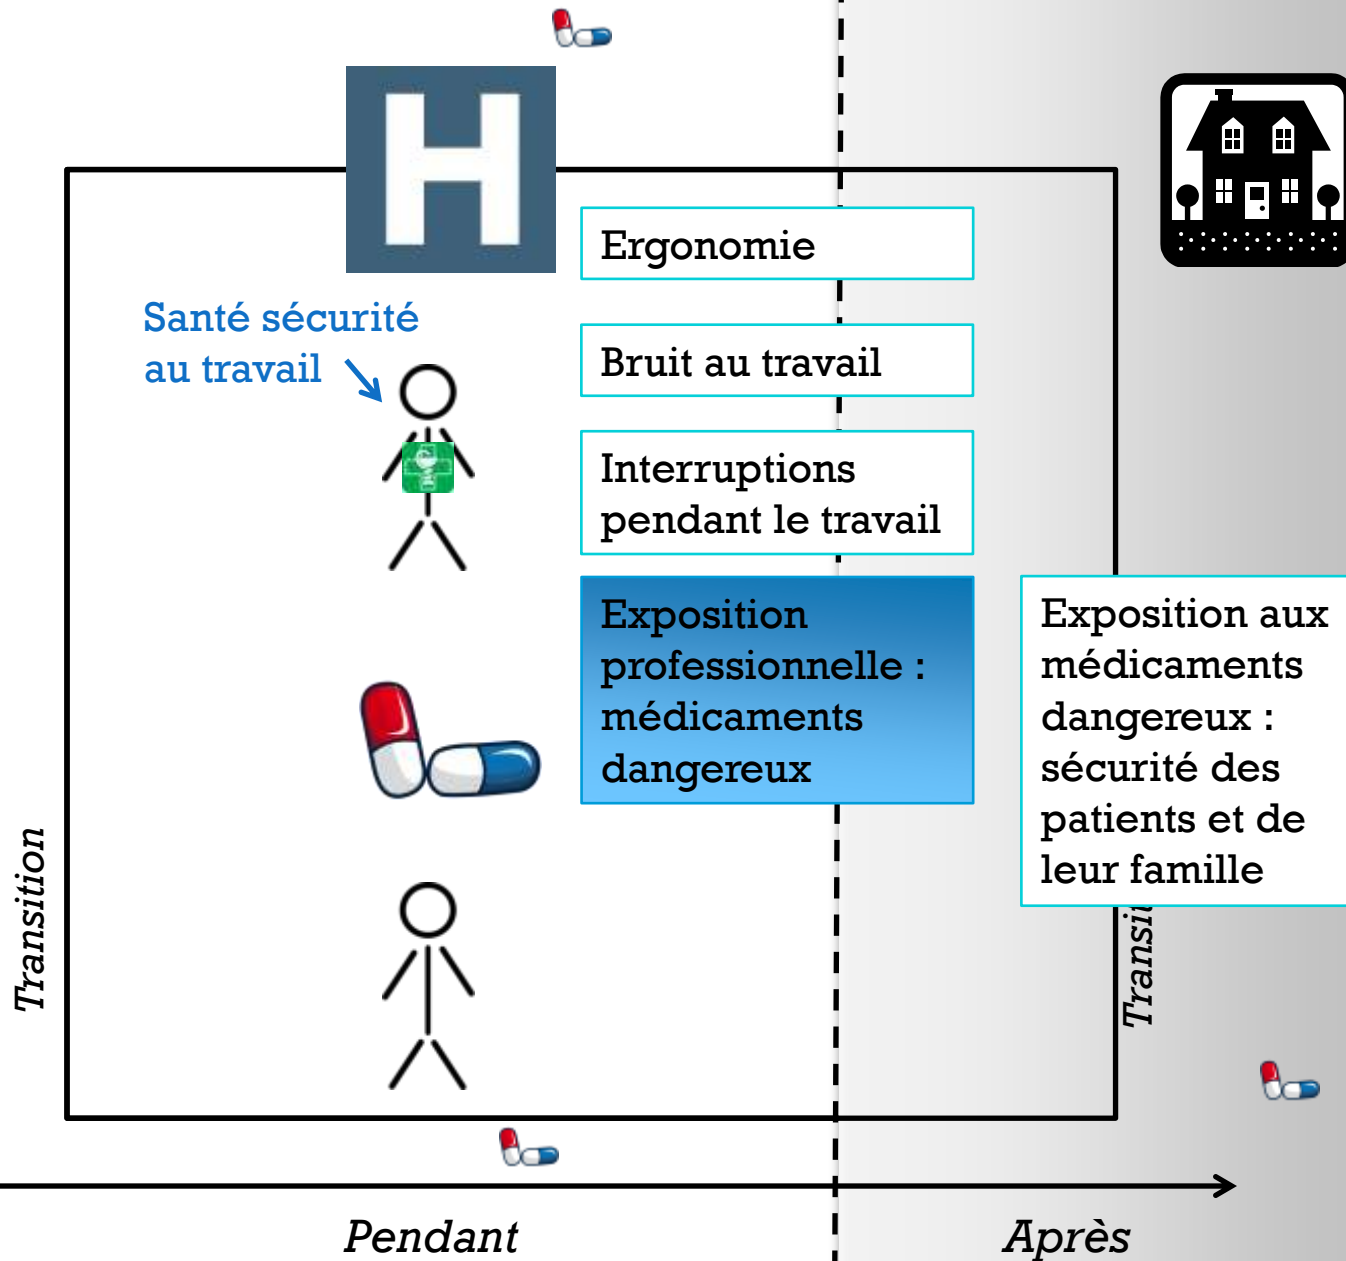 H
Ergonomie
Santé sécurité
au travail
Bruit au travail
Interruptions
pendant le travail
Exposition
professionnelle :
médicaments
dangereux
Exposition aux
médicaments
dangereux :
sécurité des
patients et de
leur famille
Transition
Transi
Pendant
Après